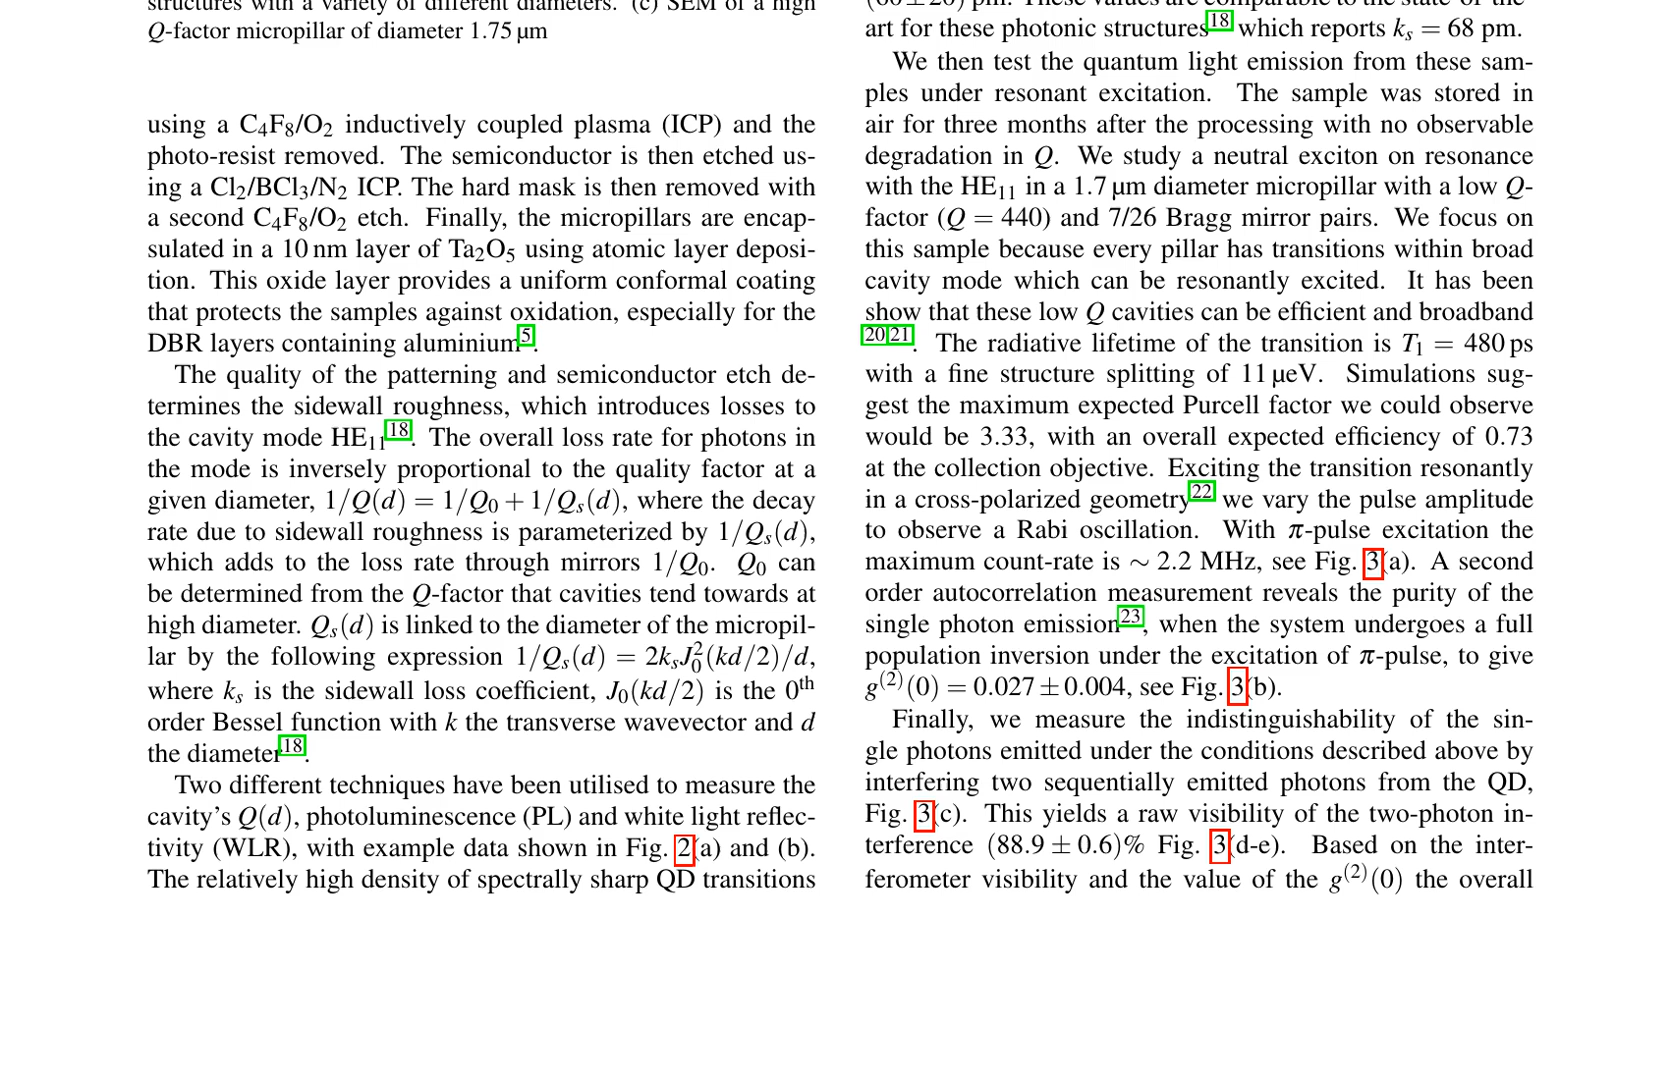 structures with a variety of different diameters. (c) SEM of a high
Q-factor micropillar of diameter 1.75 µm
using a C4F8/O2 inductively coupled plasma (ICP) and the
photo-resist removed. The semiconductor is then etched us-
ing a Cl2/BCl3/N2 ICP. The hard mask is then removed with
a second C4F8/O2 etch. Finally, the micropillars are encap-
sulated in a 10 nm layer of Ta2O5 using atomic layer deposi-
tion. This oxide layer provides a uniform conformal coating
that protects the samples against oxidation, especially for the
DBR layers containing aluminium5.
The quality of the patterning and semiconductor etch de-
termines the sidewall roughness, which introduces losses to
the cavity mode HE11 18. The overall loss rate for photons in
the mode is inversely proportional to the quality factor at a
given diameter, 1/Q(d) = 1/Q0 + 1/Qs(d), where the decay
rate due to sidewall roughness is parameterized by 1/Qs(d),
which adds to the loss rate through mirrors 1/Q0. Q0 can
be determined from the Q-factor that cavities tend towards at
high diameter. Qs(d) is linked to the diameter of the micropil-
lar by the following expression 1/Qs(d) = 2ksJ0²(kd/2)/d,
where ks is the sidewall loss coefficient, J0(kd/2) is the 0th
order Bessel function with k the transverse wavevector and d
the diameter18.
Two different techniques have been utilised to measure the
cavity's Q(d), photoluminescence (PL) and white light reflec-
tivity (WLR), with example data shown in Fig. 2(a) and (b).
The relatively high density of spectrally sharp QD transitions
pm. These values are comparable to the state-of-the-
art for these photonic structures18 which reports ks = 68 pm.
We then test the quantum light emission from these sam-
ples under resonant excitation. The sample was stored in
air for three months after the processing with no observable
degradation in Q. We study a neutral exciton on resonance
with the HE11 in a 1.7 µm diameter micropillar with a low Q-
factor (Q = 440) and 7/26 Bragg mirror pairs. We focus on
this sample because every pillar has transitions within broad
cavity mode which can be resonantly excited. It has been
show that these low Q cavities can be efficient and broadband
20 21. The radiative lifetime of the transition is T1 = 480 ps
with a fine structure splitting of 11 µeV. Simulations sug-
gest the maximum expected Purcell factor we could observe
would be 3.33, with an overall expected efficiency of 0.73
at the collection objective. Exciting the transition resonantly
in a cross-polarized geometry22 we vary the pulse amplitude
to observe a Rabi oscillation. With π-pulse excitation the
maximum count-rate is ∼ 2.2 MHz, see Fig. 3(a). A second
order autocorrelation measurement reveals the purity of the
single photon emission23, when the system undergoes a full
population inversion under the excitation of π-pulse, to give
g(2)(0) = 0.027 ± 0.004, see Fig. 3(b).
Finally, we measure the indistinguishability of the sin-
gle photons emitted under the conditions described above by
interfering two sequentially emitted photons from the QD,
Fig. 3(c). This yields a raw visibility of the two-photon in-
terference (88.9 ± 0.6)% Fig. 3(d-e). Based on the inter-
ferometer visibility and the value of the g(2)(0) the overall